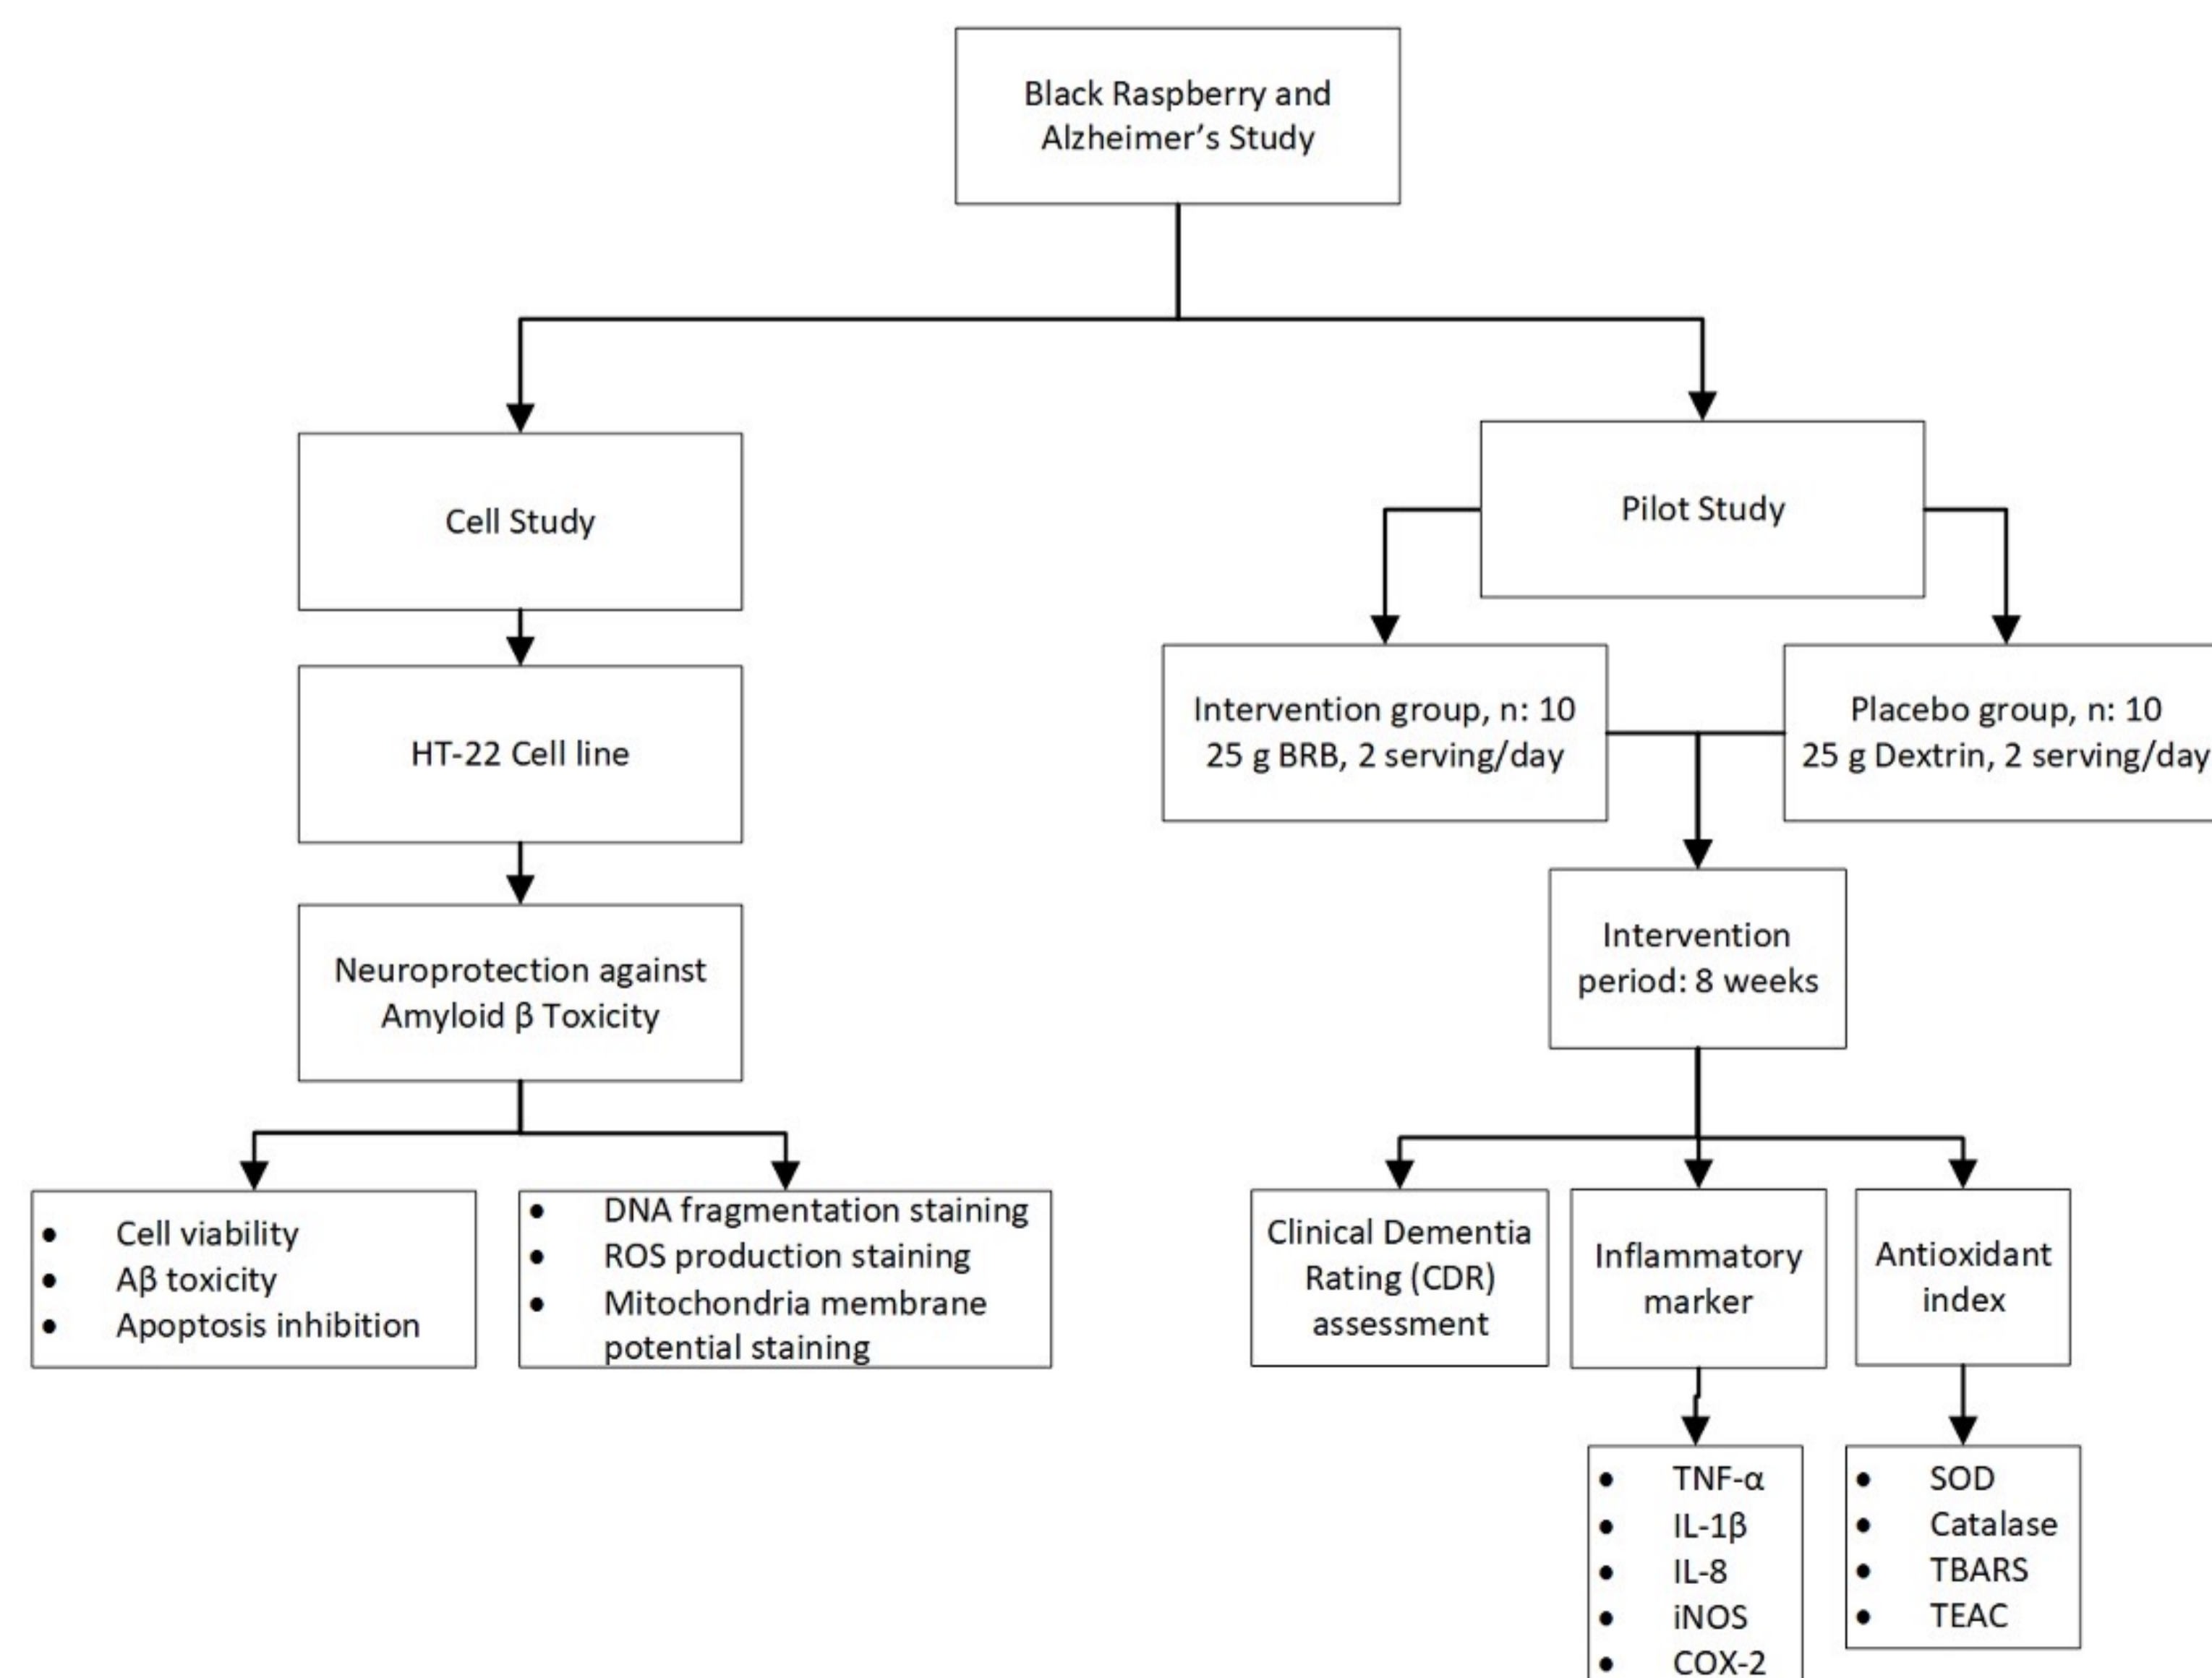 Black Raspberry and
Alzheimer’s Study
Cell Study
Pilot Study
HT-22 Cell line
Intervention group, n: 10
25 g BRB, 2 serving/day
Placebo group, n: 10
25 g Dextrin, 2 serving/day
Neuroprotection against
Amyloid β Toxicity
Intervention
period: 8 weeks
• Cell viability
• Aβ toxicity
• Apoptosis inhibition
• DNA fragmentation staining
• ROS production staining
• Mitochondria membrane
potential staining
Clinical Dementia
Rating (CDR)
assessment
Inflammatory
marker
Antioxidant
index
• TNF-α
• IL-1β
• IL-8
• iNOS
• COX-2
• SOD
• Catalase
• TBARS
• TEAC